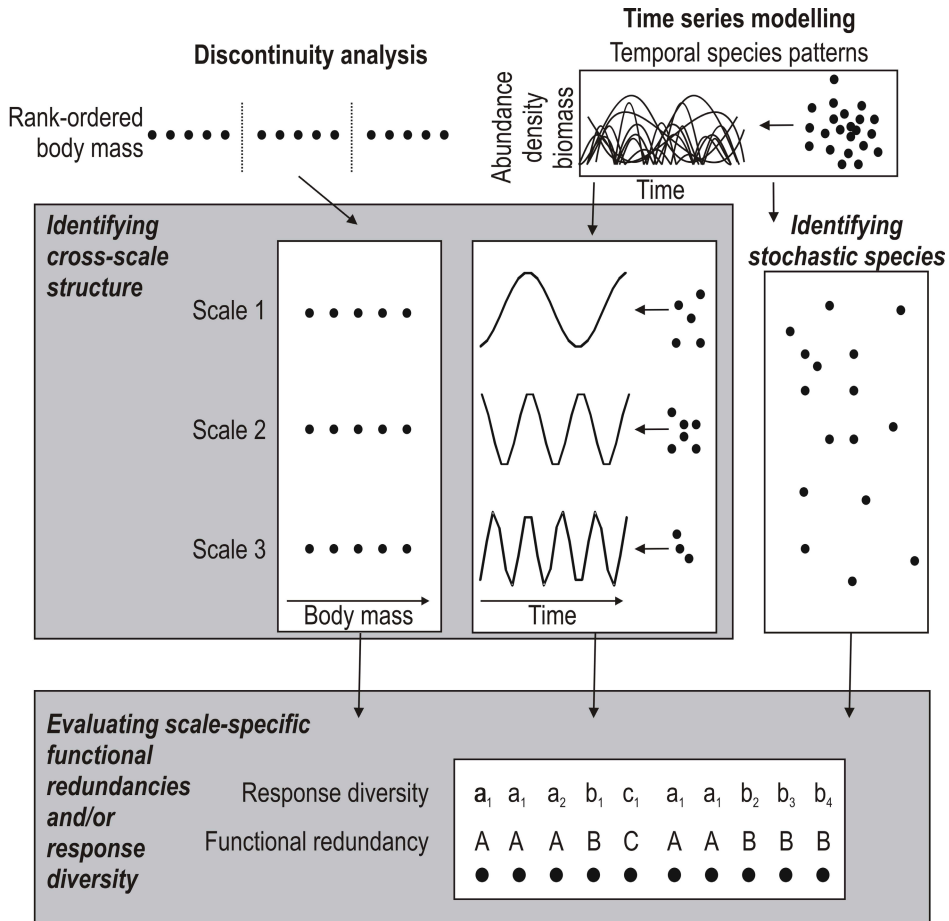 Time series modelling
Discontinuity analysis
Temporal species patterns
Rank-ordered
body mass
Abundance
density
biomass
Time
Identifying
cross-scale
structure
Identifying
stochastic species
Scale 1
Scale 2
Scale 3
Body mass
Time
Evaluating scale-specific
functional
redundancies
and/or
response
diversity
Response diversity a₁ a₁ a₂ b₁ c₁ a₁ a₁ b₂ b₃ b₄
Functional redundancy A A A B C A A B B B